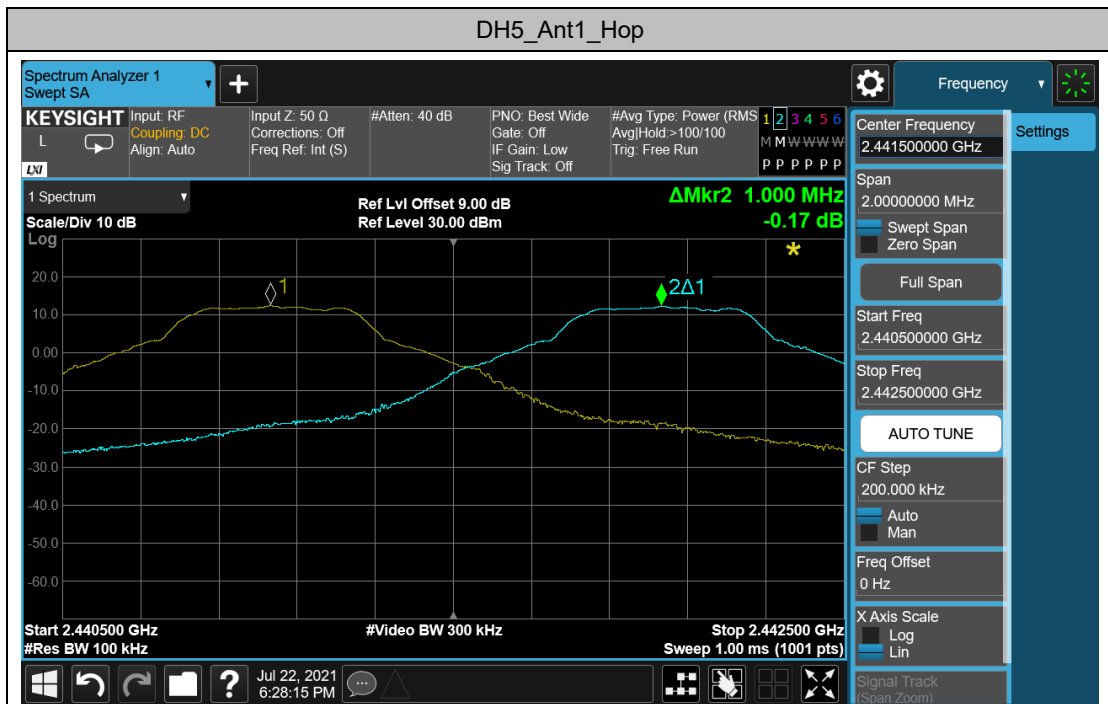 DH5_Ant1_Hop
Spectrum Analyzer 1
Swept SA
+
Frequency
KEYSIGHT
L
LXI
Input: RF
Coupling: DC
Align: Auto
Input Z: 50 Ω
Corrections: Off
Freq Ref: Int (S)
#Atten: 40 dB
PNO: Best Wide
Gate: Off
IF Gain: Low
Sig Track: Off
#Avg Type: Power (RMS
Avg|Hold:>100/100
Trig: Free Run
1 2 3 4 5 6
M M W W W W
P P P P P P
Center Frequency
2.441500000 GHz
Settings
Span
2.00000000 MHz
Swept Span
Zero Span
Full Span
Start Freq
2.440500000 GHz
Stop Freq
2.442500000 GHz
AUTO TUNE
CF Step
200.000 kHz
Auto
Man
Freq Offset
0 Hz
X Axis Scale
Log
Lin
Signal Track
(Span Zoom)
1 Spectrum
Scale/Div 10 dB
Ref Lvl Offset 9.00 dB
Ref Level 30.00 dBm
ΔMkr2 1.000 MHz
-0.17 dB
Log
*
1
2Δ1
20.0
10.0
0.00
-10.0
-20.0
-30.0
-40.0
-50.0
-60.0
Start 2.440500 GHz
#Video BW 300 kHz
Stop 2.442500 GHz
#Res BW 100 kHz
Sweep 1.00 ms (1001 pts)
?
Jul 22, 2021
6:28:15 PM